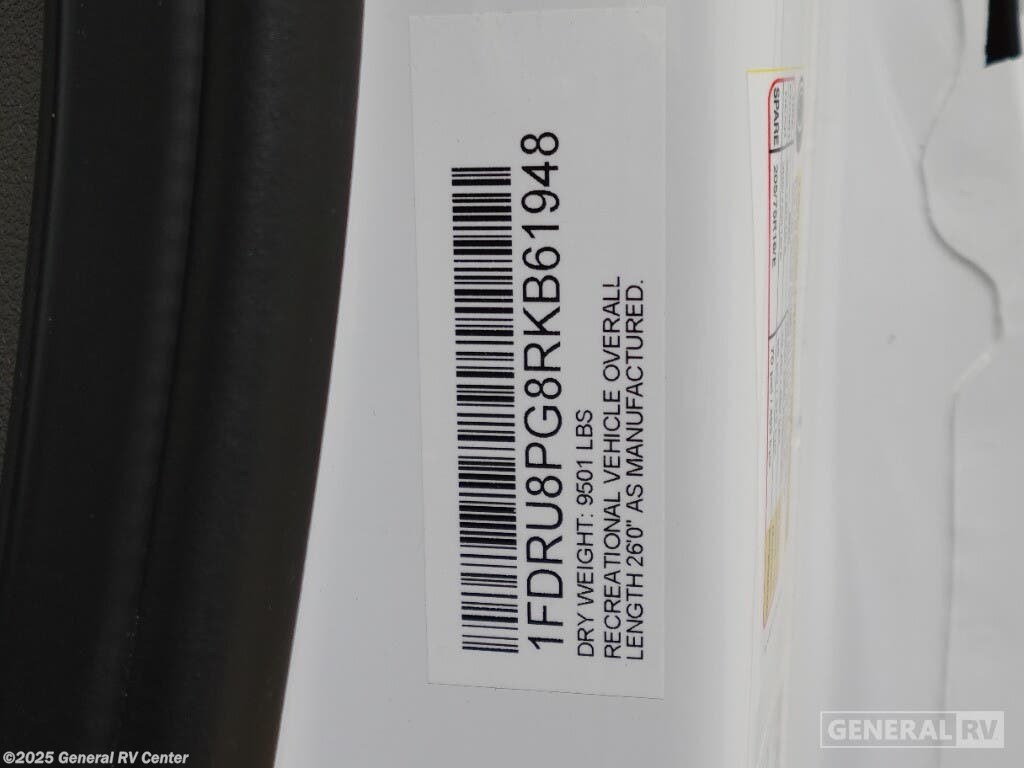 1FDRU8PG8RKB61948
DRY WEIGHT: 9501 LBS
RECREATIONAL VEHICLE OVERALL
LENGTH 26'0" AS MANUFACTURED.
SPARE
©2025 General RV Center
GENERAL RV